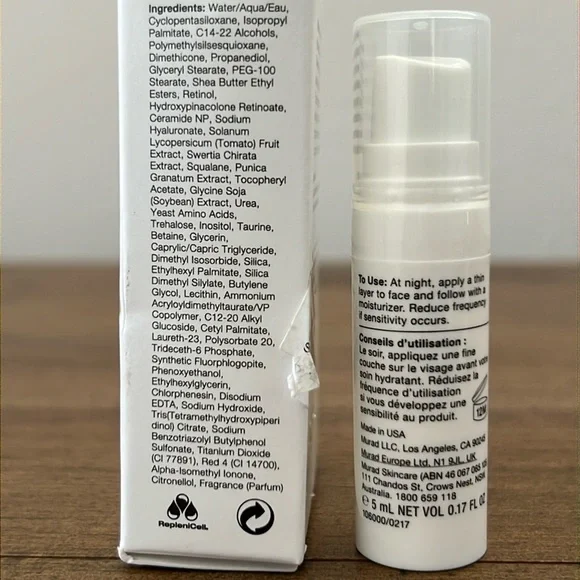 Ingredients: Water/Aqua/Eau,
Cyclopentasiloxane, Isopropyl
Palmitate, C14-22 Alcohols,
Polymethylsilsesquioxane,
Dimethicone, Propanediol,
Glyceryl Stearate, PEG-100
Stearate, Shea Butter Ethyl
Esters, Retinol,
Hydroxypinacolone Retinoate,
Ceramide NP, Sodium
Hyaluronate, Solanum
Lycopersicum (Tomato) Fruit
Extract, Swertia Chirata
Extract, Squalane, Punica
Granatum Extract, Tocopheryl
Acetate, Glycine Soja
(Soybean) Extract, Urea,
Yeast Amino Acids,
Trehalose, Inositol, Taurine,
Betaine, Glycerin,
Caprylic/Capric Triglyceride,
Dimethyl Isosorbide, Silica
Ethylhexyl Palmitate, Silica
Dimethyl Silylate, Butylene
Glycol, Lecithin, Ammonium
Acryloyldimethyltaurate/VP
Copolymer, C12-20 Alkyl
Glucoside, Cetyl Palmitate,
Laureth-23, Polysorbate 20,
Trideceth-6 Phosphate,
Synthetic Fluorphlogopite,
Phenoxyethanol,
Ethylhexylglycerin,
Chlorphenesin, Disodium
EDTA, Sodium Hydroxide,
Tris(Tetramethylhydroxypiperi
dinol) Citrate, Sodium
Benzotriazolyl Butylphenol
Sulfonate, Titanium Dioxide
(CI 77891), Red 4 (CI 14700),
Alpha-Isomethyl Ionone,
Citronellol, Fragrance (Parfum)
RepleniCell.
To Use: At night, apply a thin
layer to face and follow with a
moisturizer. Reduce frequency
if sensitivity occurs.
Conseils d'utilisation :
Le soir, appliquez une fine
couche sur le visage avant votre
soin hydratant. Réduisez la
fréquence d'utilisation
si vous développez une
sensibilité au produit.
12M
Made in USA
Murad LLC, Los Angeles, CA 90245
Murad Europe Ltd, N1 9JL, UK
Murad Skincare (ABN 46 067 065
111 Chandos St, Crows Nest, NSW
Australia. 1800 659 118
℮ 5 mL NET VOL 0.17 FL OZ
106000/0217